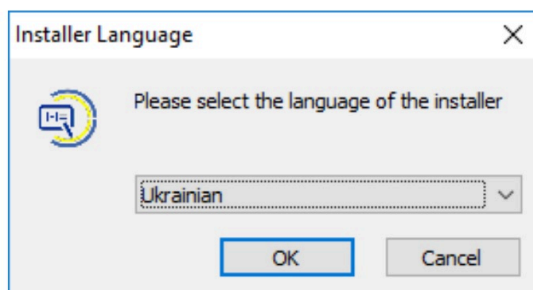 Installer Language
Please select the language of the installer
Ukrainian
OK
Cancel